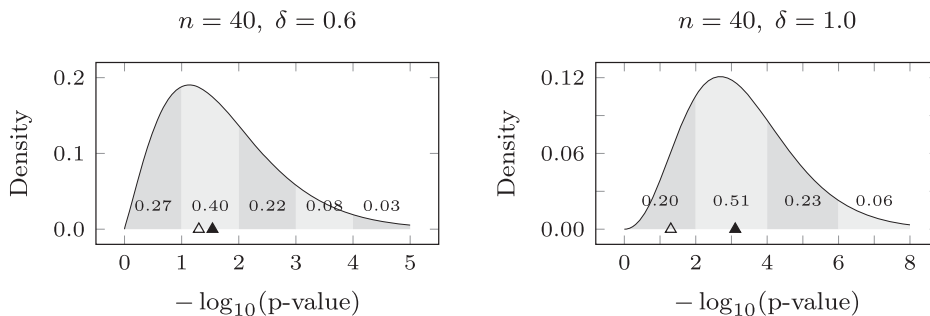 n = 40, δ = 0.6
Density
0.2
0.1
0.0
0.27 0.40 0.22 0.08 0.03
0 1 2 3 4 5
− log₁₀(p-value)
n = 40, δ = 1.0
Density
0.12
0.06
0.00
0.20 0.51 0.23 0.06
0 2 4 6 8
− log₁₀(p-value)